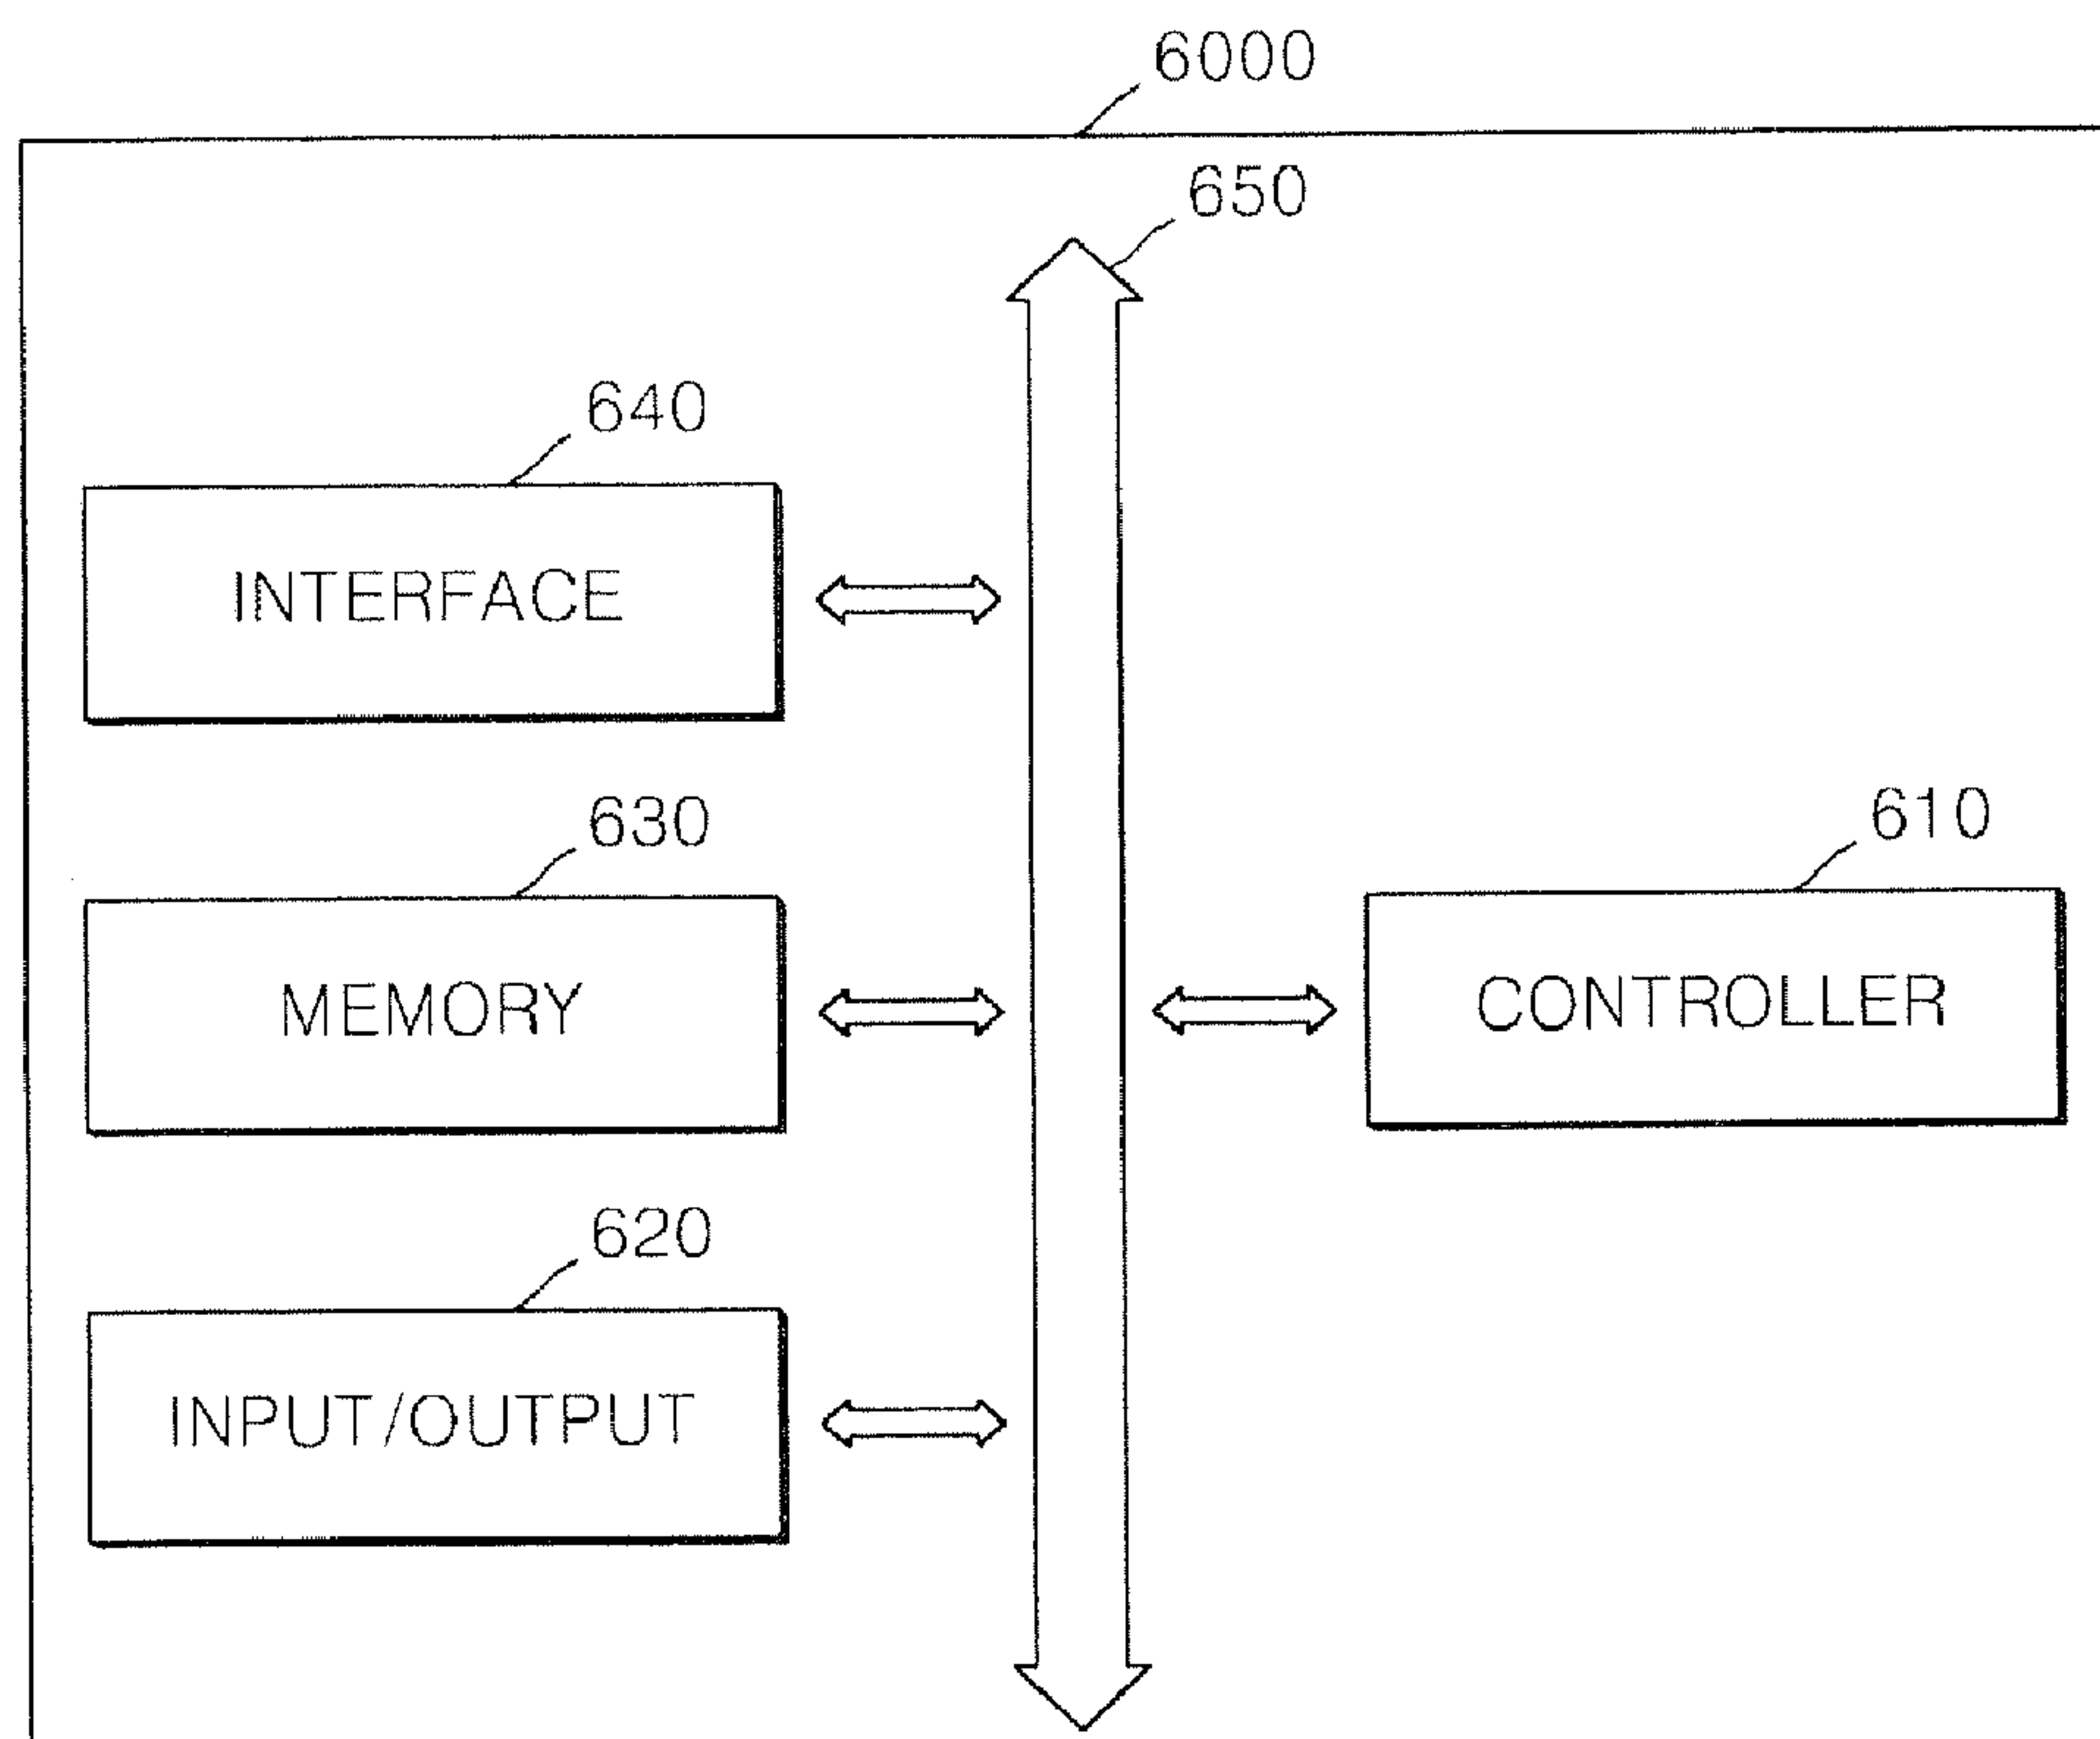 6000
650
640
INTERFACE
630
610
MEMORY
CONTROLLER
620
INPUT/OUTPUT